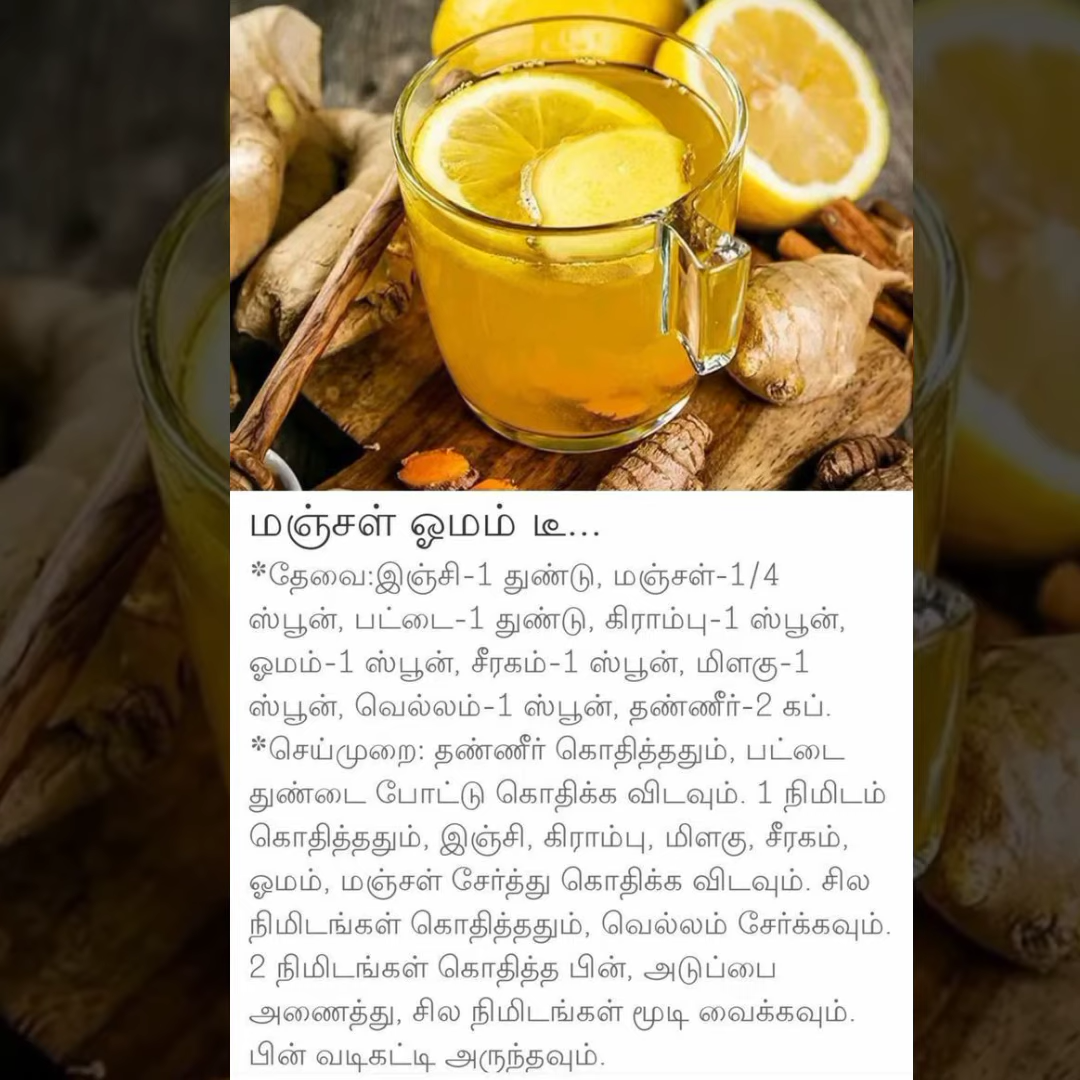 மஞ்சள் ஓமம் டீ...
*தேவை:இஞ்சி-1 துண்டு, மஞ்சள்-1/4
ஸ்பூன், பட்டை-1 துண்டு, கிராம்பு-1 ஸ்பூன்,
ஓமம்-1 ஸ்பூன், சீரகம்-1 ஸ்பூன், மிளகு-1
ஸ்பூன், வெல்லம்-1 ஸ்பூன், தண்ணீர்-2 கப்.
*செய்முறை: தண்ணீர் கொதித்ததும், பட்டை
துண்டை போட்டு கொதிக்க விடவும். 1 நிமிடம்
கொதித்ததும், இஞ்சி, கிராம்பு, மிளகு, சீரகம்,
ஓமம், மஞ்சள் சேர்த்து கொதிக்க விடவும். சில
நிமிடங்கள் கொதித்ததும், வெல்லம் சேர்க்கவும்.
2 நிமிடங்கள் கொதித்த பின், அடுப்பை
அணைத்து, சில நிமிடங்கள் மூடி வைக்கவும்.
பின் வடிகட்டி அருந்தவும்.